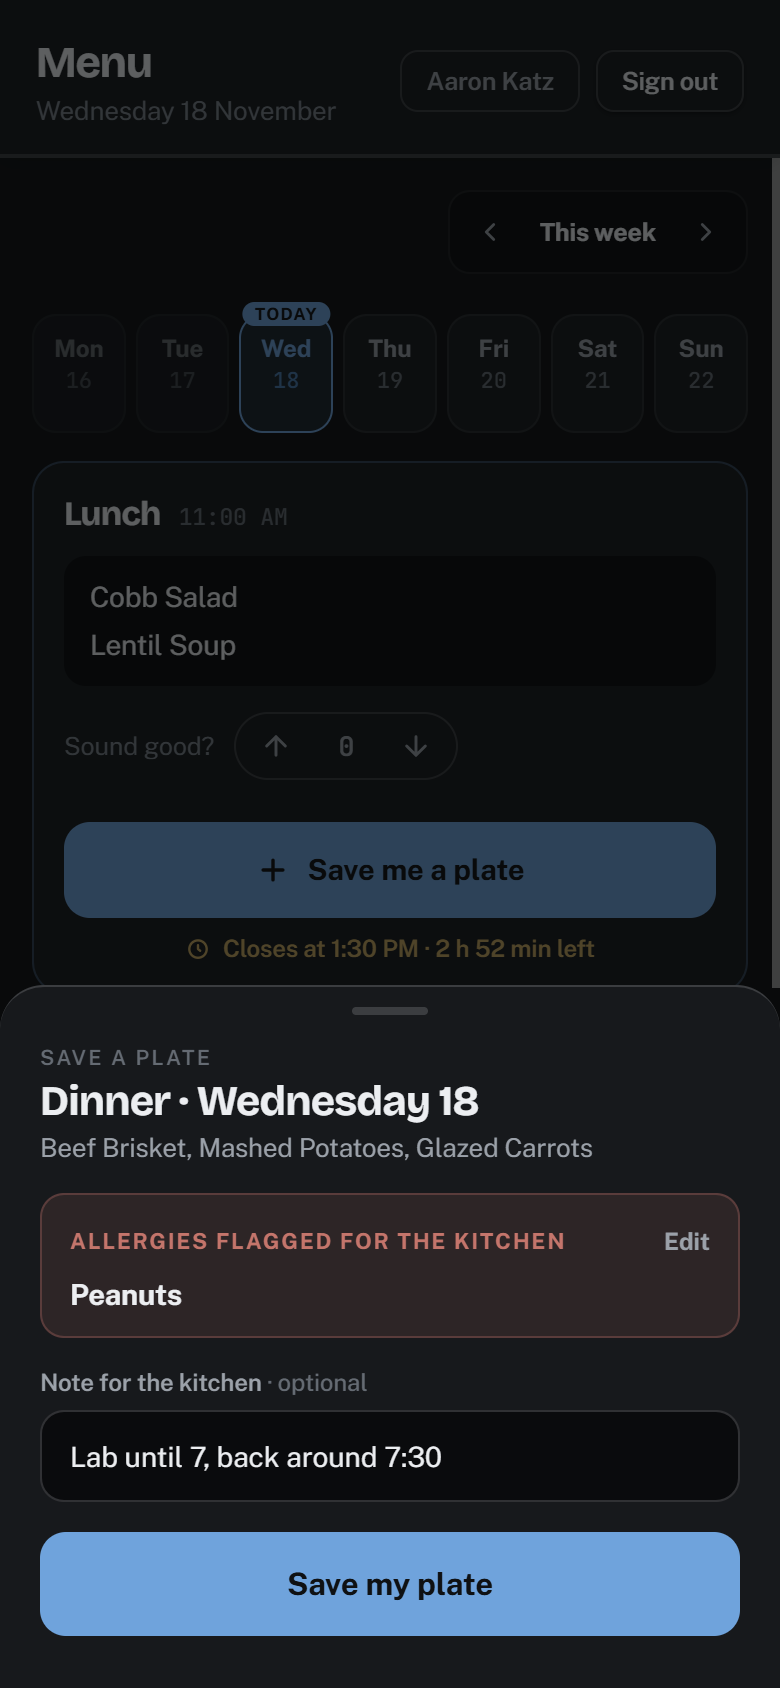 Menu
Wednesday 18 November
Aaron Katz
Sign out
This week
TODAY
Mon
16
Tue
17
Wed
18
Thu
19
Fri
20
Sat
21
Sun
22
Lunch 11:00 AM
Cobb Salad
Lentil Soup
Sound good? 0
Save me a plate
Closes at 1:30 PM · 2 h 52 min left
SAVE A PLATE
Dinner · Wednesday 18
Beef Brisket, Mashed Potatoes, Glazed Carrots
ALLERGIES FLAGGED FOR THE KITCHEN Edit
Peanuts
Note for the kitchen · optional
Lab until 7, back around 7:30
Save my plate